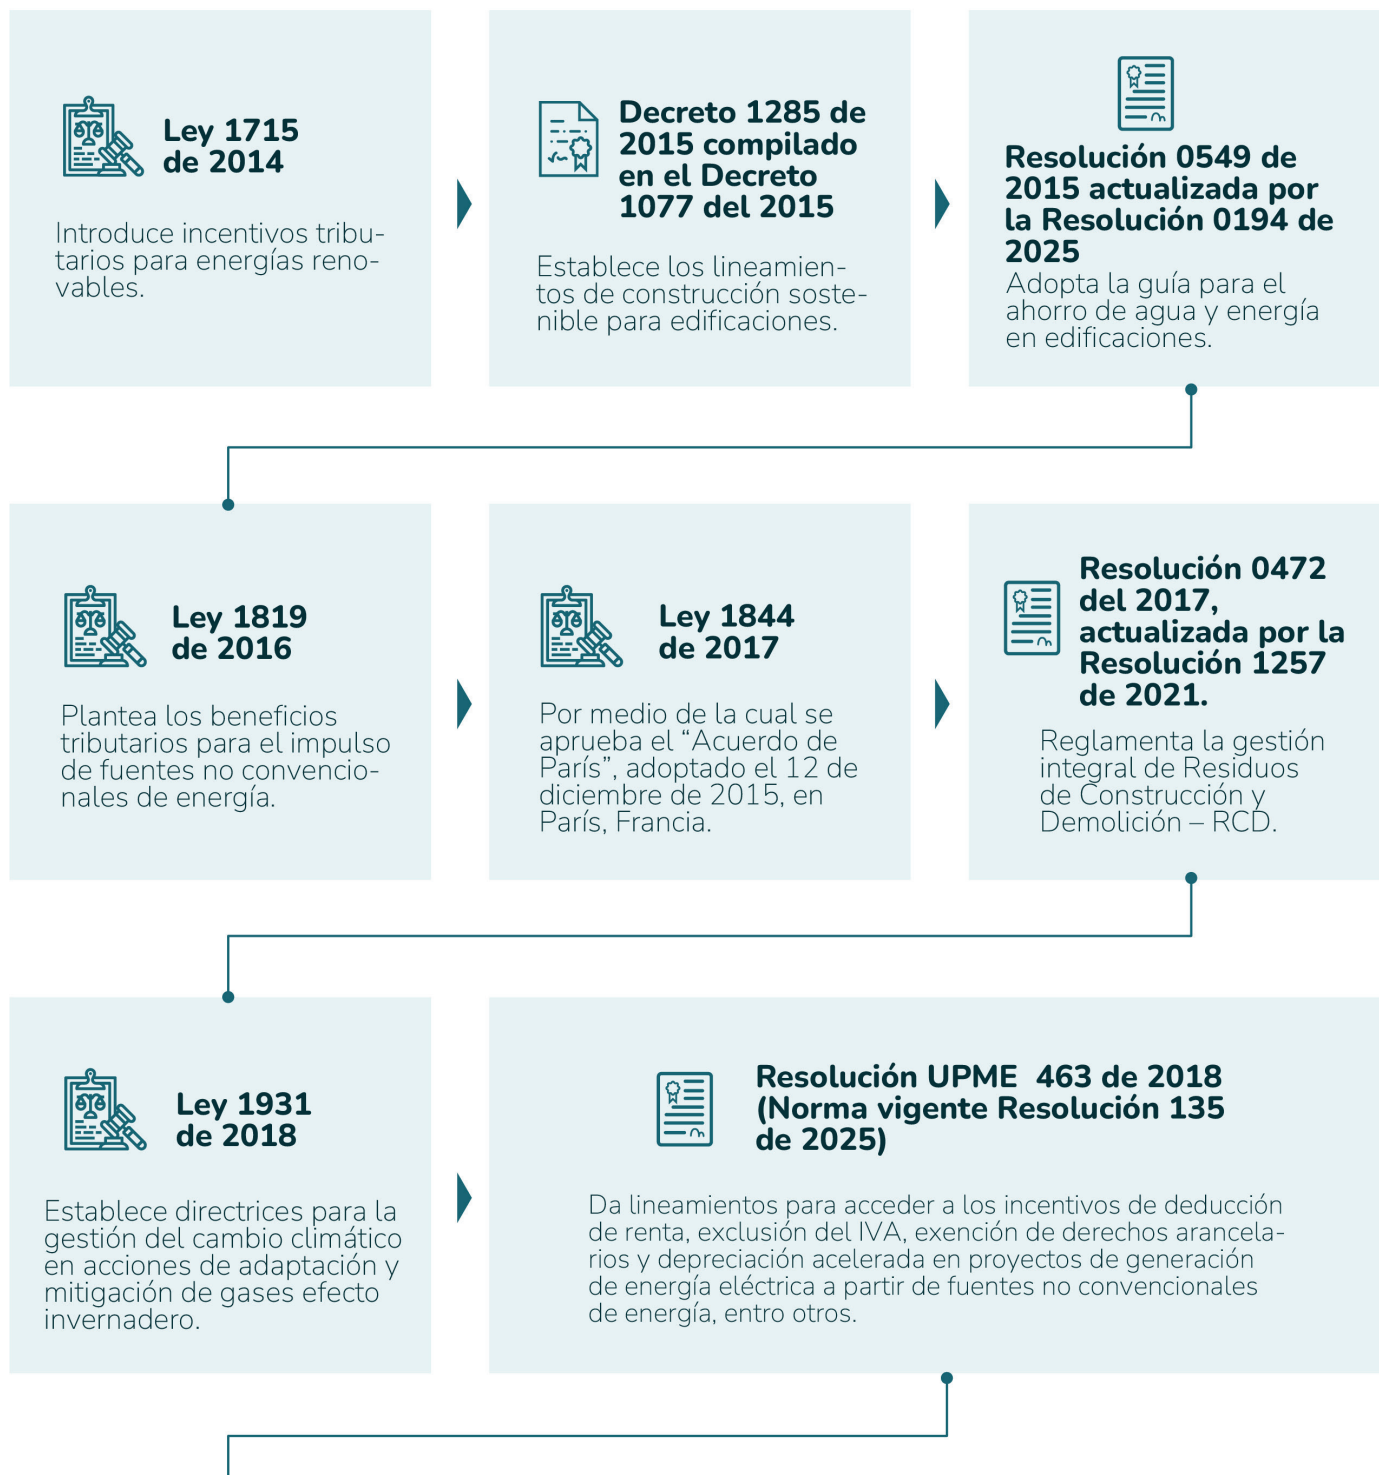 Ley 1715
de 2014
Introduce incentivos tribu-
tarios para energías reno-
vables.
Decreto 1285 de
2015 compilado
en el Decreto
1077 del 2015
Establece los lineamien-
tos de construcción soste-
nible para edificaciones.
Resolución 0549 de
2015 actualizada por
la Resolución 0194 de
2025
Adopta la guía para el
ahorro de agua y energía
en edificaciones.
Ley 1819
de 2016
Plantea los beneficios
tributarios para el impulso
de fuentes no convencio-
nales de energía.
Ley 1844
de 2017
Por medio de la cual se
aprueba el “Acuerdo de
París”, adoptado el 12 de
diciembre de 2015, en
París, Francia.
Resolución 0472
del 2017,
actualizada por la
Resolución 1257
de 2021.
Reglamenta la gestión
integral de Residuos
de Construcción y
Demolición – RCD.
Ley 1931
de 2018
Establece directrices para la
gestión del cambio climático
en acciones de adaptación y
mitigación de gases efecto
invernadero.
Resolución UPME  463 de 2018
(Norma vigente Resolución 135
de 2025)
Da lineamientos para acceder a los incentivos de deducción
de renta, exclusión del IVA, exención de derechos arancela-
rios y depreciación acelerada en proyectos de generación
de energía eléctrica a partir de fuentes no convencionales
de energía, entro otros.